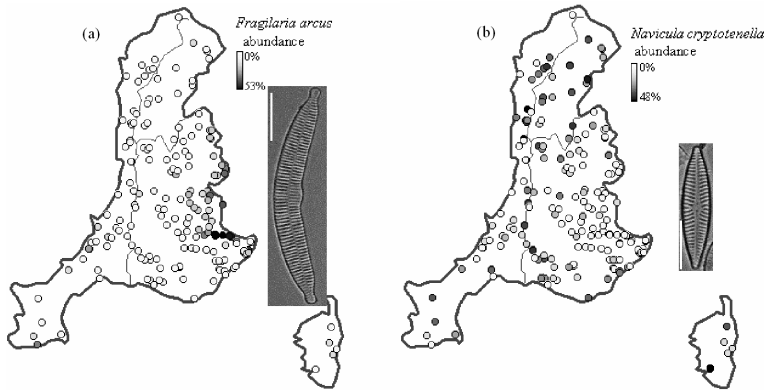 (a)
Fragilaria arcus
abundance
0%
53%
(b)
Navicula cryptotenella
abundance
0%
48%